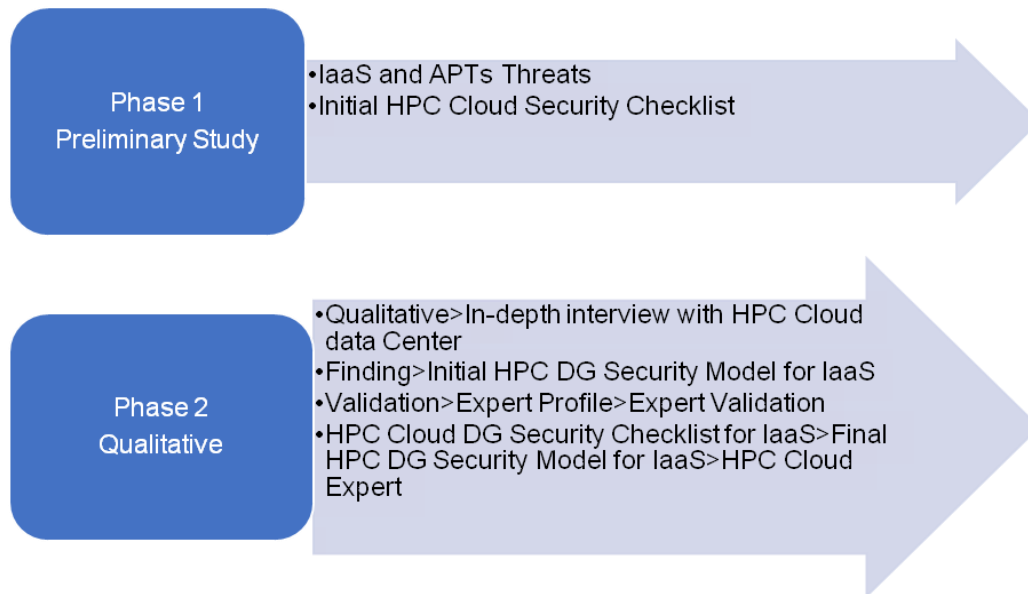 Phase 1
Preliminary Study
•IaaS and APTs Threats
•Initial HPC Cloud Security Checklist
Phase 2
Qualitative
•Qualitative>In-depth interview with HPC Cloud
data Center
•Finding>Initial HPC DG Security Model for IaaS
•Validation>Expert Profile>Expert Validation
•HPC Cloud DG Security Checklist for IaaS>Final
HPC DG Security Model for IaaS>HPC Cloud
Expert